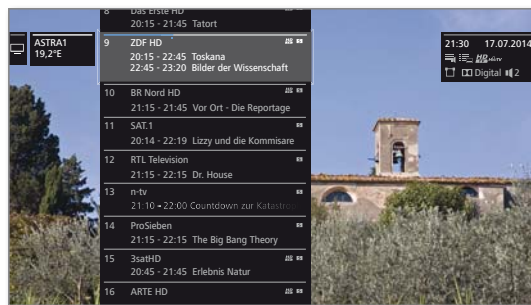 8 Das Erste HD
20:15 - 21:45 Tatort
ASTRA1
19,2°E
9 ZDF HD
20:15 - 22:45 Toskana
22:45 - 23:20 Bilder der Wissenschaft
10 BR Nord HD
21:15 - 21:45 Vor Ort - Die Reportage
11 SAT.1
20:14 - 22:19 Lizzy und die Kommisare
12 RTL Television
21:15 - 22:15 Dr. House
13 n-tv
21:10 - 22:00 Countdown zur Katastrop
14 ProSieben
21:15 - 22:15 The Big Bang Theory
15 3satHD
20:45 - 21:45 Erlebnis Natur
16 ARTE HD
21:30 17.07.2014
Digital 2